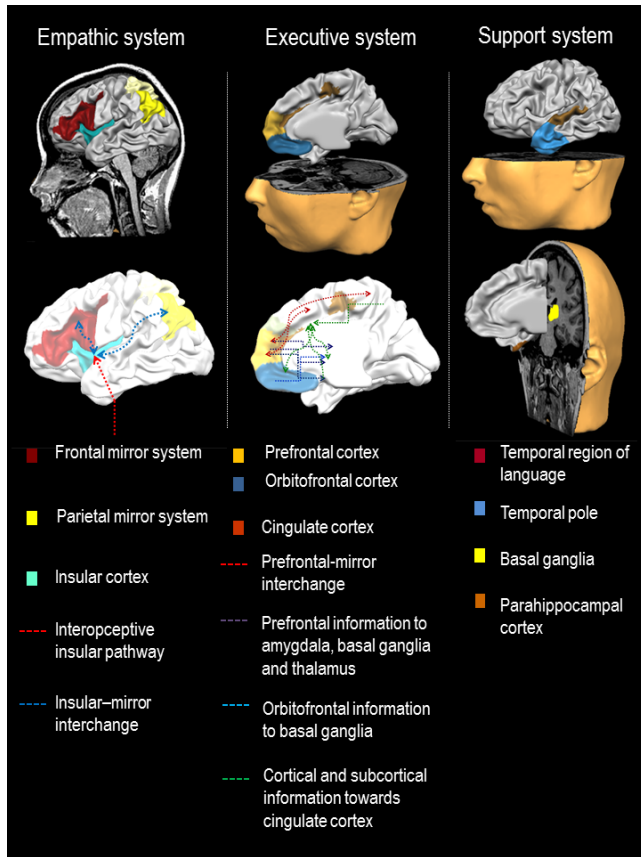 Empathic system
Executive system
Support system
Frontal mirror system
Parietal mirror system
Insular cortex
Interopceptive
insular pathway
Insular–mirror
interchange
Prefrontal cortex
Orbitofrontal cortex
Cingulate cortex
Prefrontal-mirror
interchange
Prefrontal information to
amygdala, basal ganglia
and thalamus
Orbitofrontal information
to basal ganglia
Cortical and subcortical
information towards
cingulate cortex
Temporal region of
language
Temporal pole
Basal ganglia
Parahippocampal
cortex